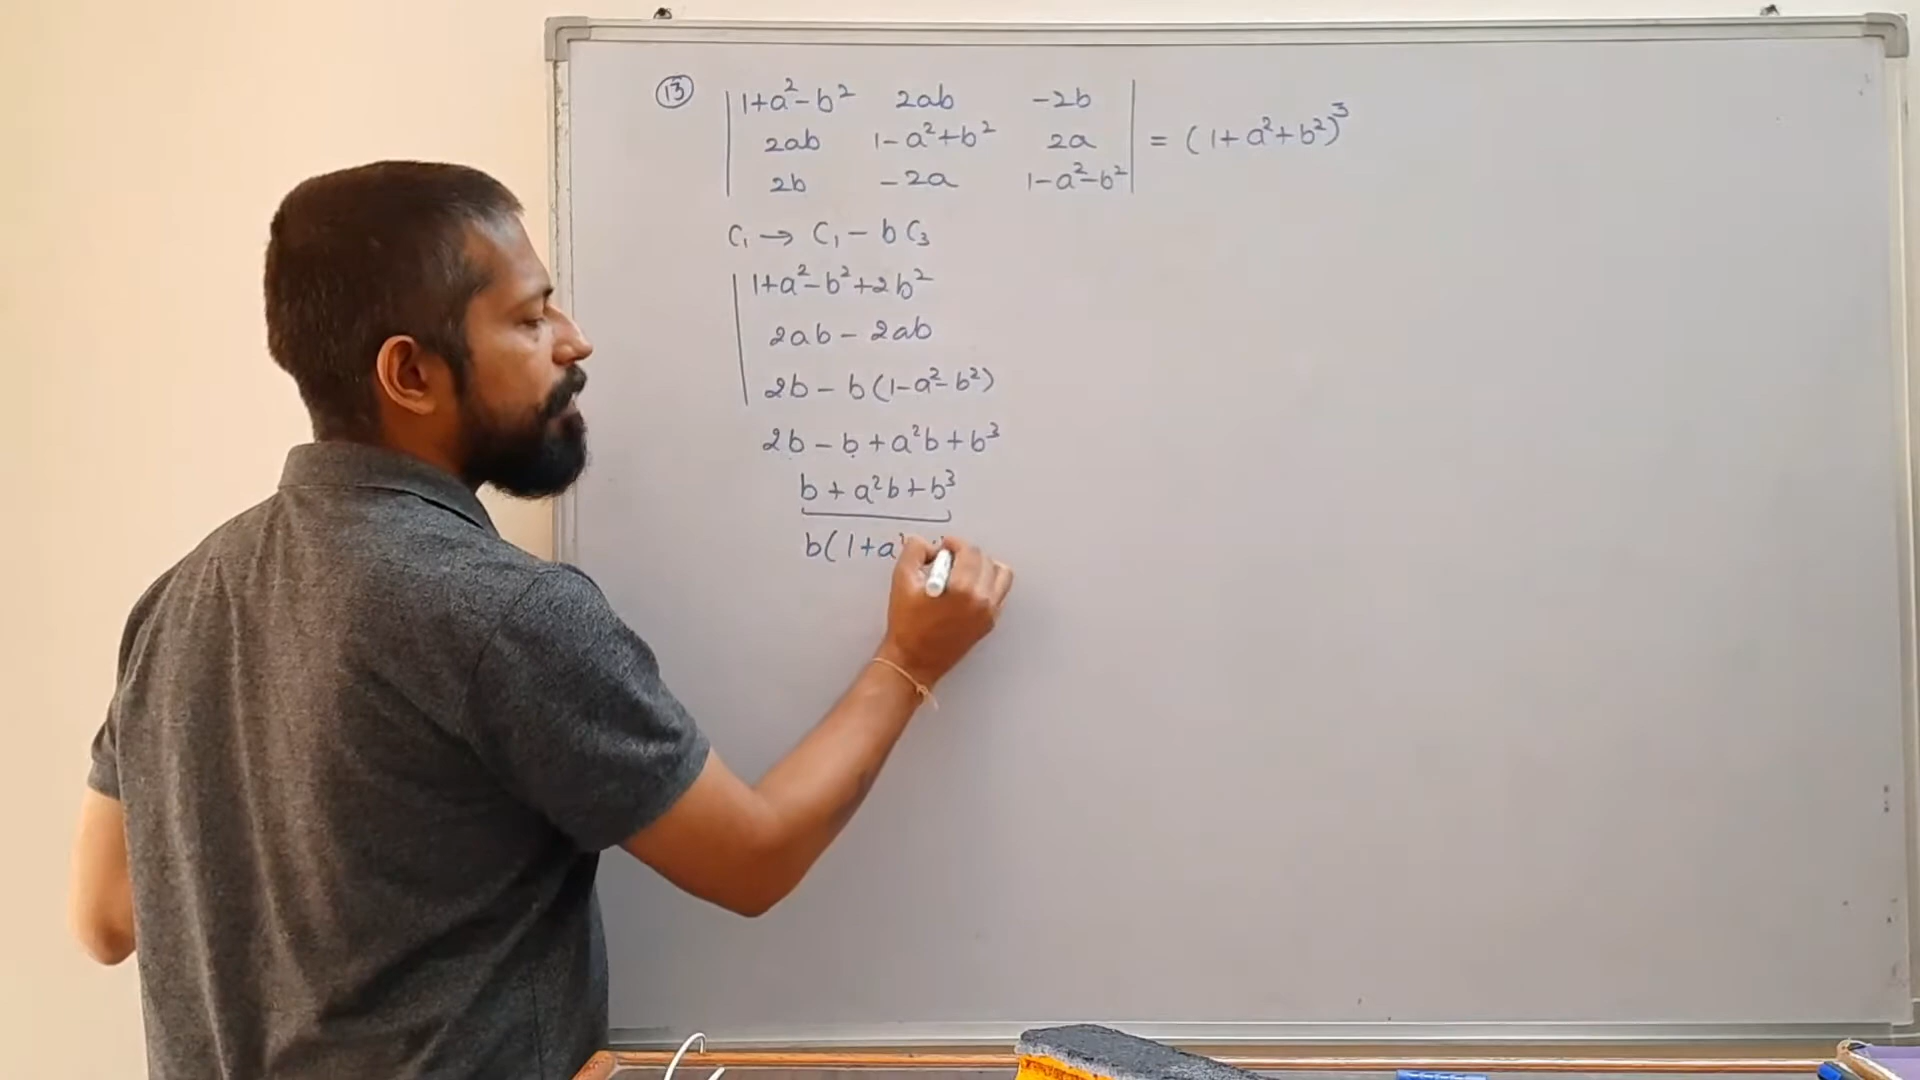 13
1+a²-b² 2ab -2b
2ab 1-a²+b² 2a = (1+a²+b²)³
2b -2a 1-a²-b²
C₁ → C₁ - bC₃
1+a²-b²+2b²
2ab - 2ab
2b - b(1-a²-b²)
2b - b + a²b + b³
b + a²b + b³
b(1+a²